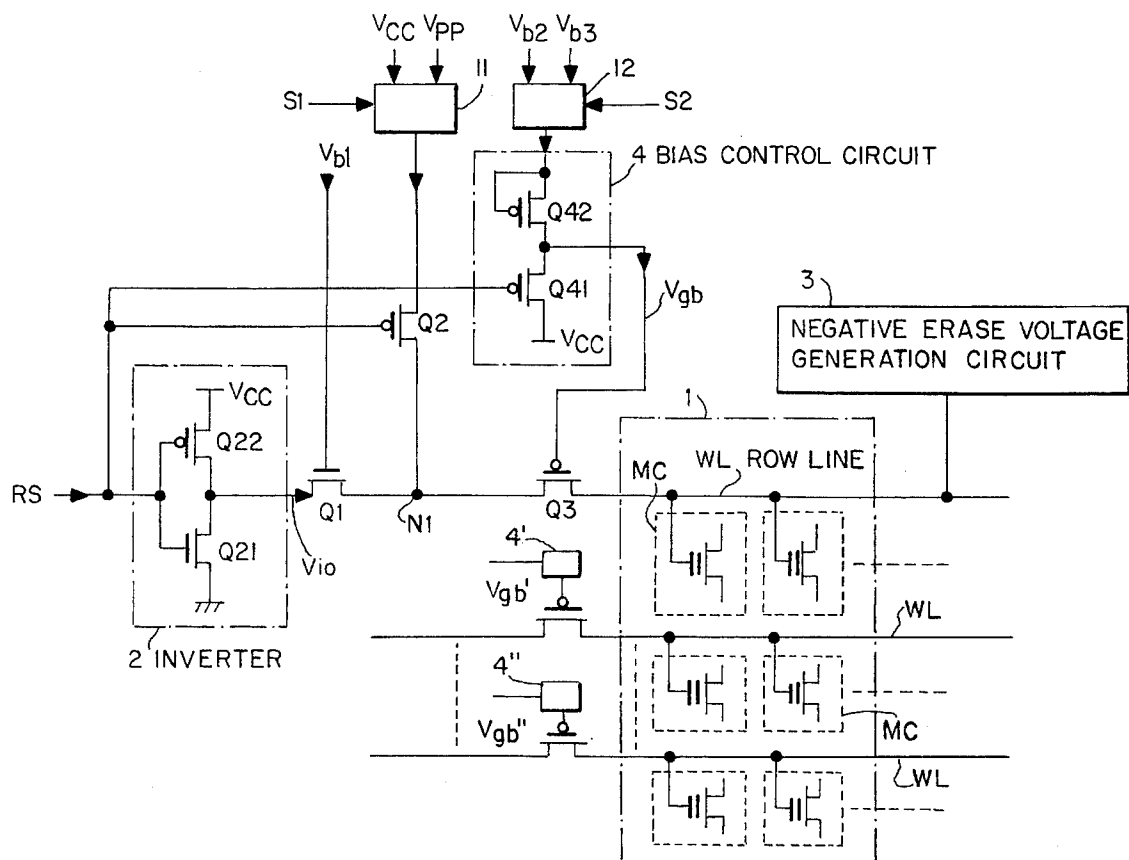 VCC VPP Vb2 Vb3
11 12
S1 S2
Vb1
4 BIAS CONTROL CIRCUIT
Q42
Q41
Vgb
Q2
VCC
3
NEGATIVE ERASE VOLTAGE
GENERATION CIRCUIT
VCC
1
Q22
MC
WL ROW LINE
RS
Q1
N1
Q3
Q21
Vio
4'
Vgb'
WL
2 INVERTER
4"
Vgb"
MC
WL